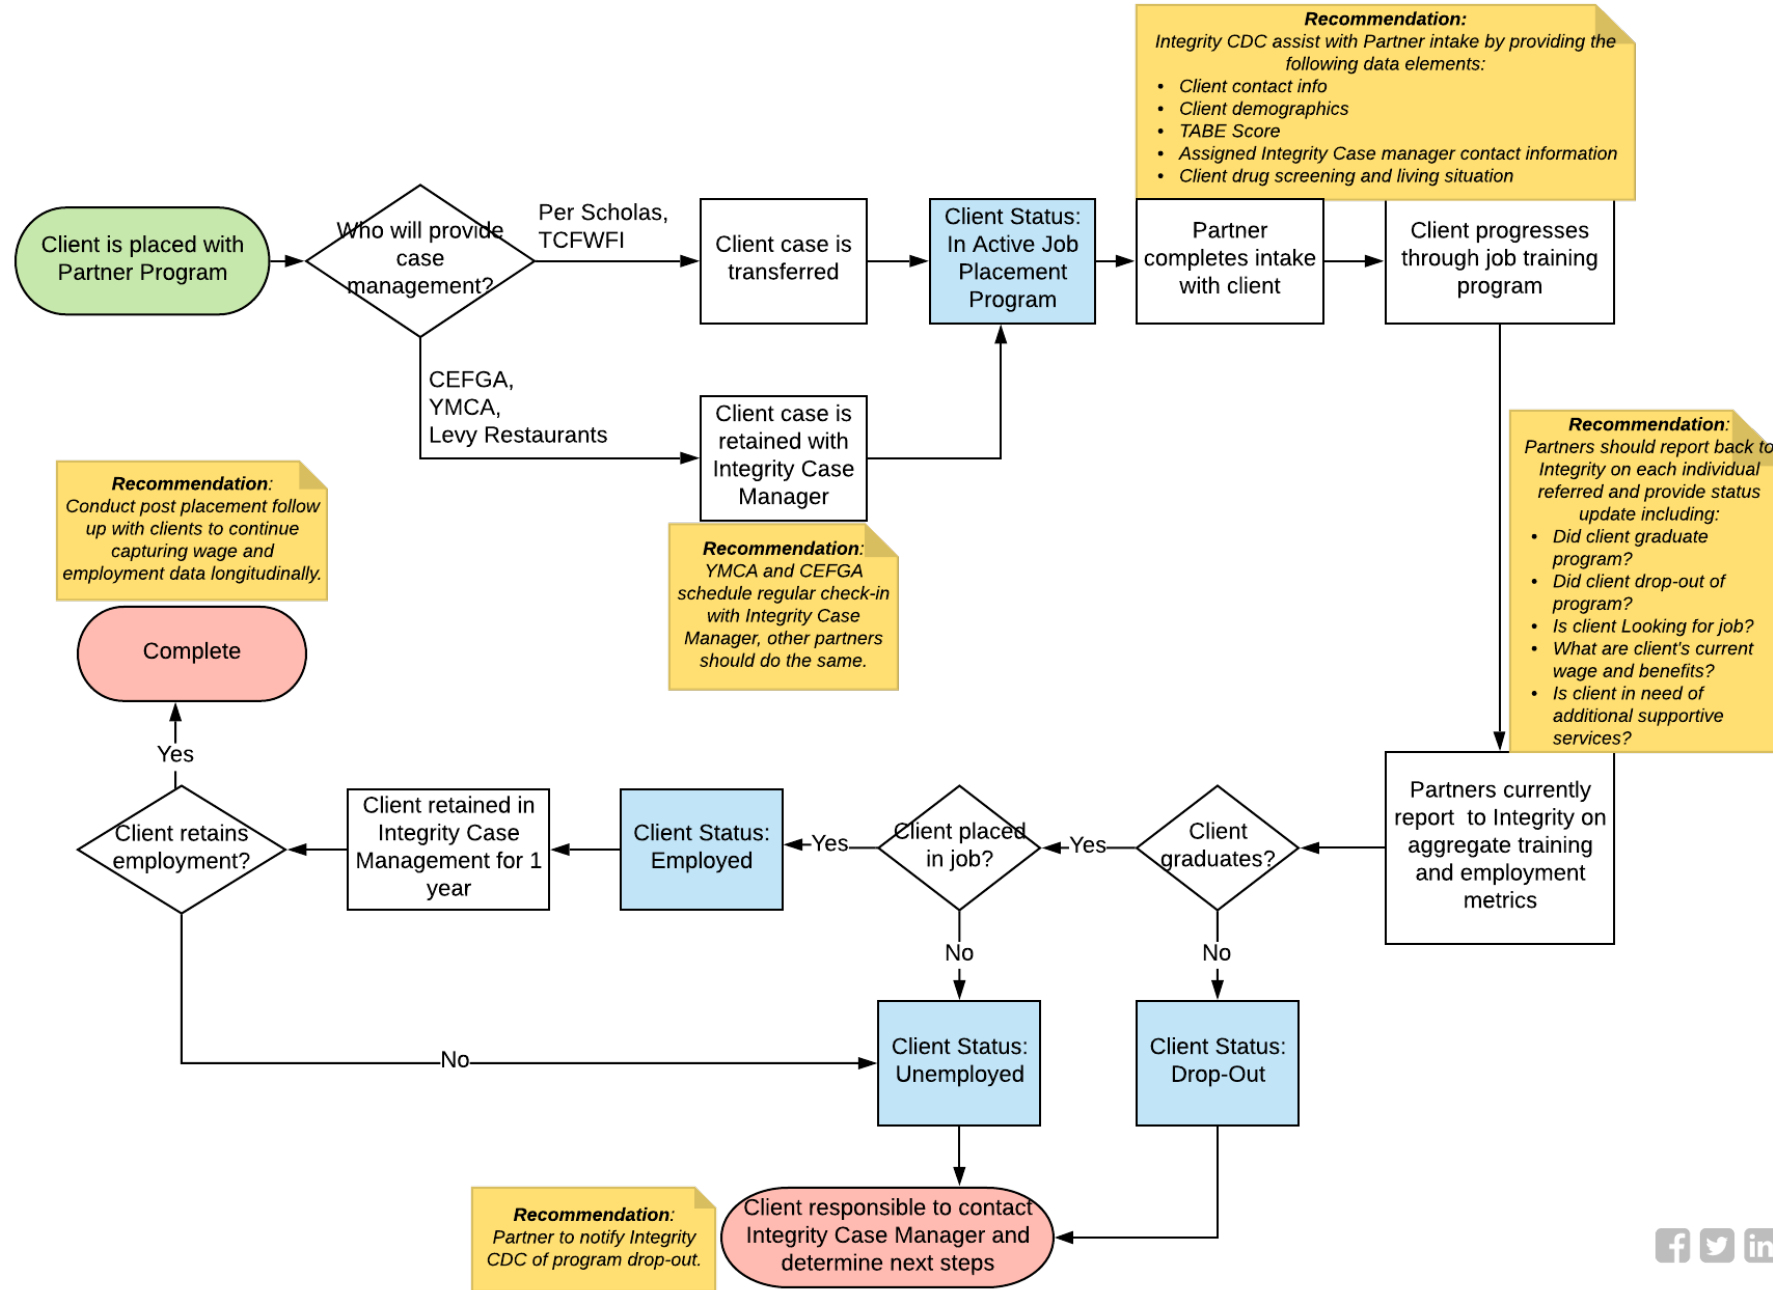 Recommendation:
Integrity CDC assist with Partner intake by providing the
following data elements:
• Client contact info
• Client demographics
• TABE Score
• Assigned Integrity Case manager contact information
• Client drug screening and living situation
Client is placed with
Partner Program
Who will provide
case
management?
Per Scholas,
TCFWFI
Client case is
transferred
Client Status:
In Active Job
Placement
Program
Partner
completes intake
with client
Client progresses
through job training
program
CEFGA,
YMCA,
Levy Restaurants
Client case is
retained with
Integrity Case
Manager
Recommendation:
Partners should report back to
Integrity on each individual
referred and provide status
update including:
• Did client graduate
program?
• Did client drop-out of
program?
• Is client Looking for job?
• What are client's current
wage and benefits?
• Is client in need of
additional supportive
services?
Recommendation:
Conduct post placement follow
up with clients to continue
capturing wage and
employment data longitudinally.
Recommendation:
YMCA and CEFGA
schedule regular check-in
with Integrity Case
Manager, other partners
should do the same.
Complete
Yes
Client retains
employment?
Client retained in
Integrity Case
Management for 1
year
Client Status:
Employed
Yes
Client placed
in job?
Yes
Client
graduates?
Partners currently
report to Integrity on
aggregate training
and employment
metrics
No
No
No
Client Status:
Unemployed
Client Status:
Drop-Out
Recommendation:
Partner to notify Integrity
CDC of program drop-out.
Client responsible to contact
Integrity Case Manager and
determine next steps